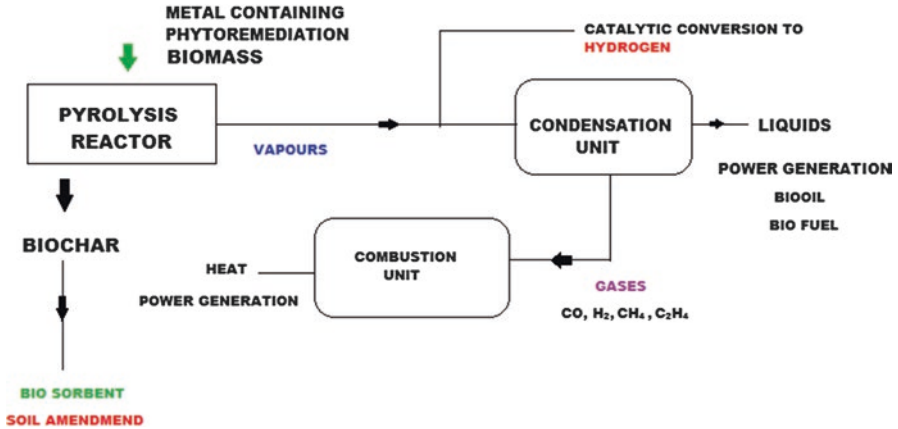 METAL CONTAINING
PHYTOREMEDIATION
BIOMASS
CATALYTIC CONVERSION TO
HYDROGEN
PYROLYSIS
REACTOR
VAPOURS
CONDENSATION
UNIT
LIQUIDS
POWER GENERATION
BIOOIL
BIO FUEL
BIOCHAR
COMBUSTION
UNIT
HEAT
POWER GENERATION
GASES
CO, H₂, CH₄, C₂H₄
BIO SORBENT
SOIL AMENDMEND